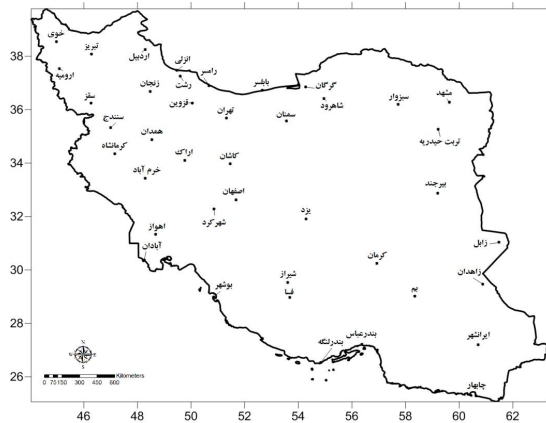 خوی
تبریز
اردبیل
انزلی
38
ارومیه
رشت
رامسر
زنجان
بابلسر
گرگان
سقز
قزوین
شاهرود
سبزوار
مشهد
36
تهران
سمنان
سنندج
همدان
تربت حیدریه
کرمانشاه
اراک
کاشان
34
خرم آباد
بیرجند
اصفهان
شهرکرد
یزد
32
اهواز
آبادان
زابل
کرمان
30
شیراز
زاهدان
بوشهر
فسا
بم
28
بندرعباس
بندرلنگه
ایرانشهر
N
W
E
S
26
چابهار
0 75 150 300 450 600
Kilometers
46 48 50 52 54 56 58 60 62